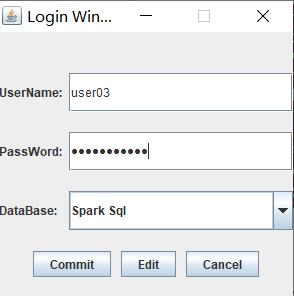 Login Win...
UserName: user03
PassWord: •••••••••••
DataBase: Spark Sql
Commit Edit Cancel